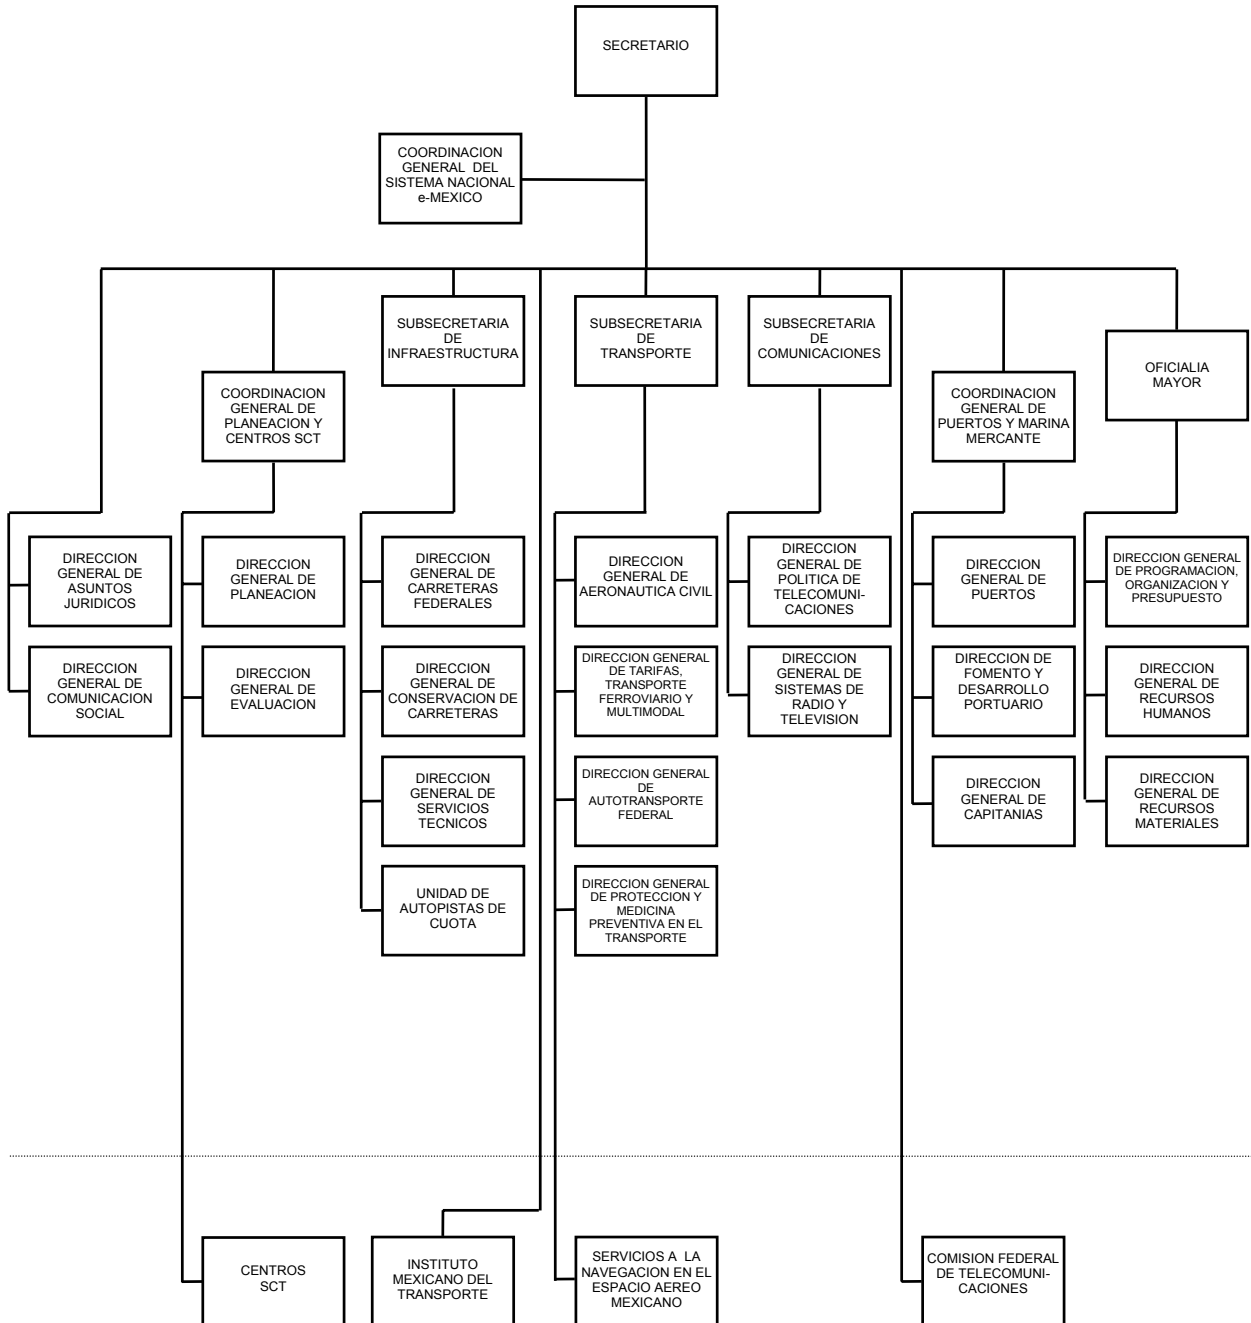 SECRETARIO
COORDINACION
GENERAL DEL
SISTEMA NACIONAL
e-MEXICO
SUBSECRETARIA
DE
INFRAESTRUCTURA
SUBSECRETARIA
DE
TRANSPORTE
SUBSECRETARIA
DE
COMUNICACIONES
OFICIALIA
MAYOR
COORDINACION
GENERAL DE
PLANEACION Y
CENTROS SCT
COORDINACION
GENERAL DE
PUERTOS Y MARINA
MERCANTE
DIRECCION
GENERAL DE
ASUNTOS
JURIDICOS
DIRECCION
GENERAL DE
PLANEACION
DIRECCION
GENERAL DE
CARRETERAS
FEDERALES
DIRECCION
GENERAL DE
AERONAUTICA CIVIL
DIRECCION
GENERAL DE
POLITICA DE
TELECOMUNI-
CACIONES
DIRECCION
GENERAL DE
PUERTOS
DIRECCION GENERAL
DE PROGRAMACION,
ORGANIZACION Y
PRESUPUESTO
DIRECCION
GENERAL DE
COMUNICACION
SOCIAL
DIRECCION
GENERAL DE
EVALUACION
DIRECCION
GENERAL DE
CONSERVACION DE
CARRETERAS
DIRECCION GENERAL
DE TARIFAS,
TRANSPORTE
FERROVIARIO Y
MULTIMODAL
DIRECCION
GENERAL DE
SISTEMAS DE
RADIO Y
TELEVISION
DIRECCION DE
FOMENTO Y
DESARROLLO
PORTUARIO
DIRECCION
GENERAL DE
RECURSOS
HUMANOS
DIRECCION
GENERAL DE
SERVICIOS
TECNICOS
DIRECCION GENERAL
DE
AUTOTRANSPORTE
FEDERAL
DIRECCION
GENERAL DE
CAPITANIAS
DIRECCION
GENERAL DE
RECURSOS
MATERIALES
UNIDAD DE
AUTOPISTAS DE
CUOTA
DIRECCION GENERAL
DE PROTECCION Y
MEDICINA
PREVENTIVA EN EL
TRANSPORTE
CENTROS
SCT
INSTITUTO
MEXICANO DEL
TRANSPORTE
SERVICIOS A LA
NAVEGACION EN EL
ESPACIO AEREO
MEXICANO
COMISION FEDERAL
DE TELECOMUNI-
CACIONES